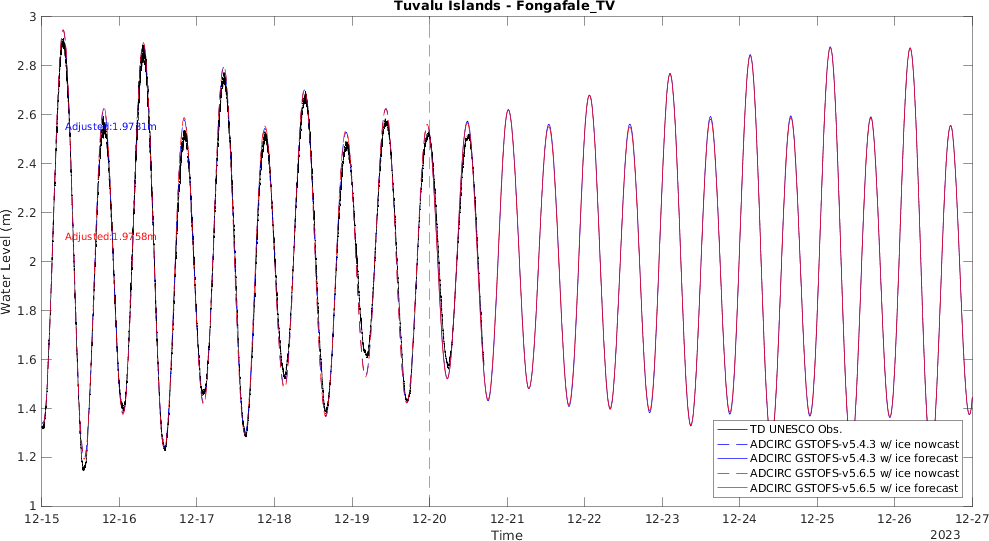 Tuvalu Islands - Fongafale_TV
3
2.8
2.6
2.4
2.2
2
1.8
1.6
1.4
1.2
1
Water Level (m)
Adjusted:1.9731m
Adjusted:1.9758m
TD UNESCO Obs.
ADCIRC GSTOFS-v5.4.3 w/ ice nowcast
ADCIRC GSTOFS-v5.4.3 w/ ice forecast
ADCIRC GSTOFS-v5.6.5 w/ ice nowcast
ADCIRC GSTOFS-v5.6.5 w/ ice forecast
12-15 12-16 12-17 12-18 12-19 12-20 12-21 12-22 12-23 12-24 12-25 12-26 12-27
Time
2023